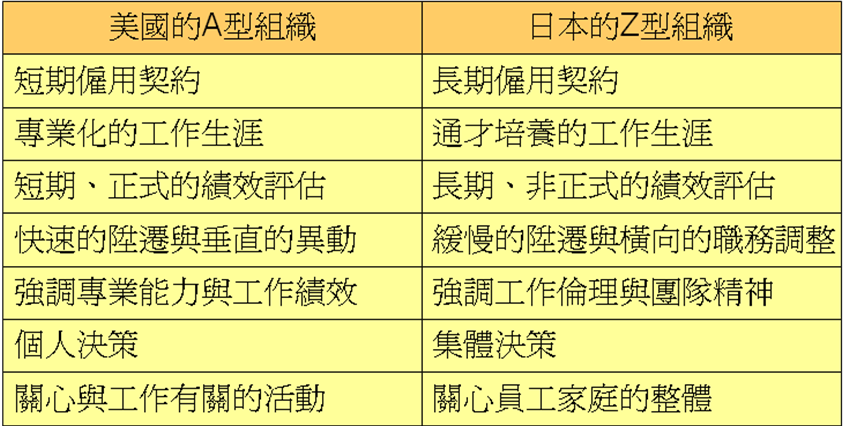 美國的A型組織 日本的Z型組織
短期僱用契約 長期僱用契約
專業化的工作生涯 通才培養的工作生涯
短期、正式的績效評估 長期、非正式的績效評估
快速的陞遷與垂直的異動 緩慢的陞遷與橫向的職務調整
強調專業能力與工作績效 強調工作倫理與團隊精神
個人決策 集體決策
關心與工作有關的活動 關心員工家庭的整體